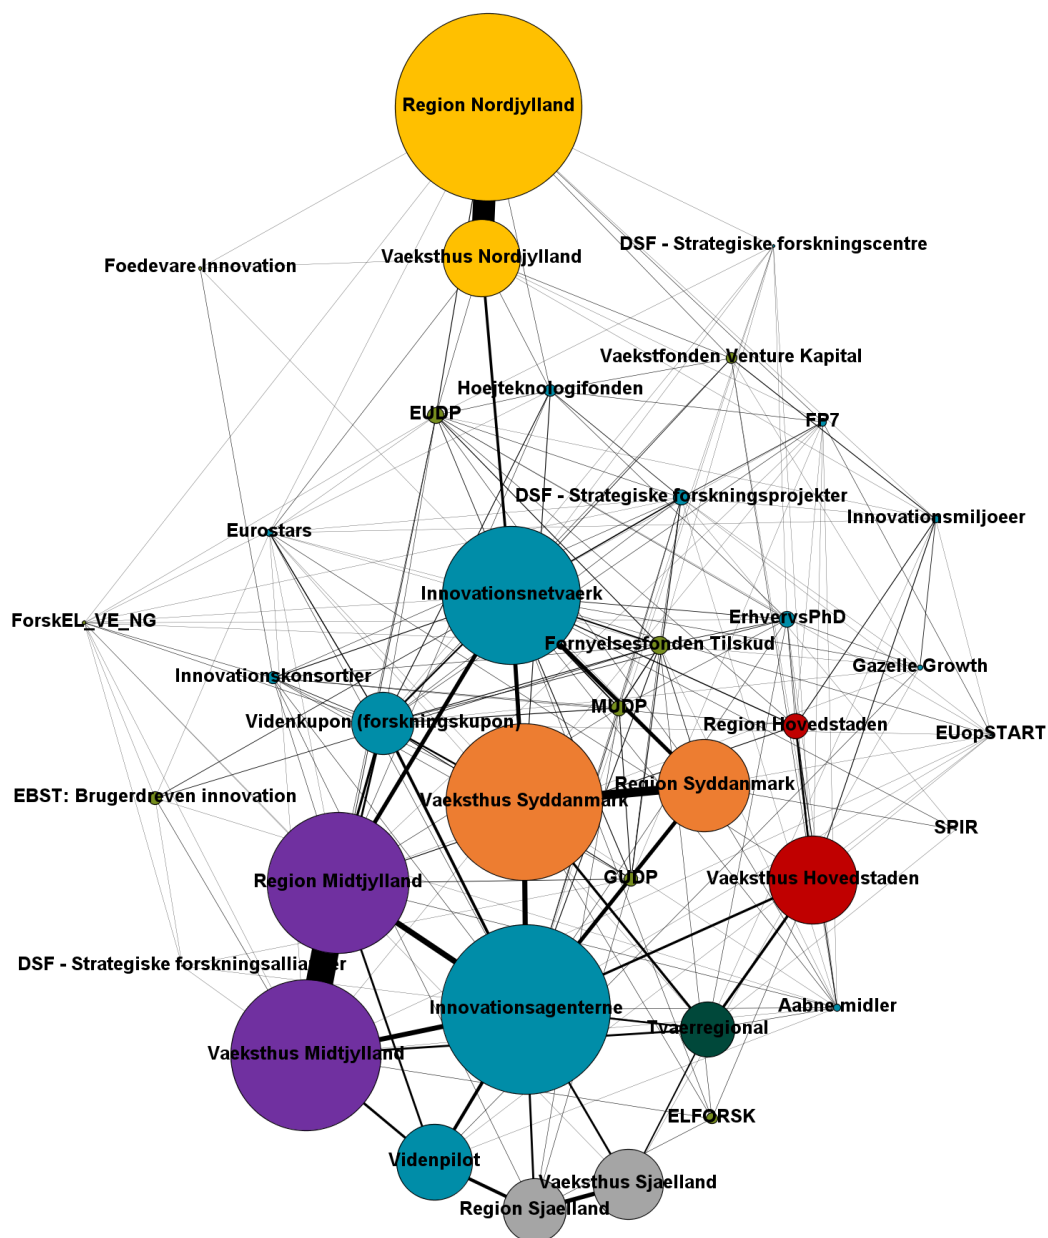 Region Nordjylland
DSF - Strategiske forskningscentre
Vaeksthus Nordjylland
Foedevare Innovation
Vaekstfonden Venture Kapital
Hoejteknologifonden
EUDP
FP7
DSF - Strategiske forskningsprojekter
Innovationsmiljoeer
Eurostars
Innovationsnetvaerk
ErhvervsPhD
ForskEL_VE_NG
Fornyelsesfonden Tilskud
Gazelle Growth
Innovationskonsortier
MUDP
Videnkupon (forskningskupon)
Region Hovedstaden
EUopSTART
Region Syddanmark
EBST: Brugerdreven innovation
Vaeksthus Syddanmark
SPIR
GUDP
Vaeksthus Hovedstaden
Region Midtjylland
DSF - Strategiske forskningsalliancer
Aabne midler
Innovationsagenterne
Tvaerregional
Vaeksthus Midtjylland
ELFORSK
Videnpilot
Vaeksthus Sjaelland
Region Sjaelland